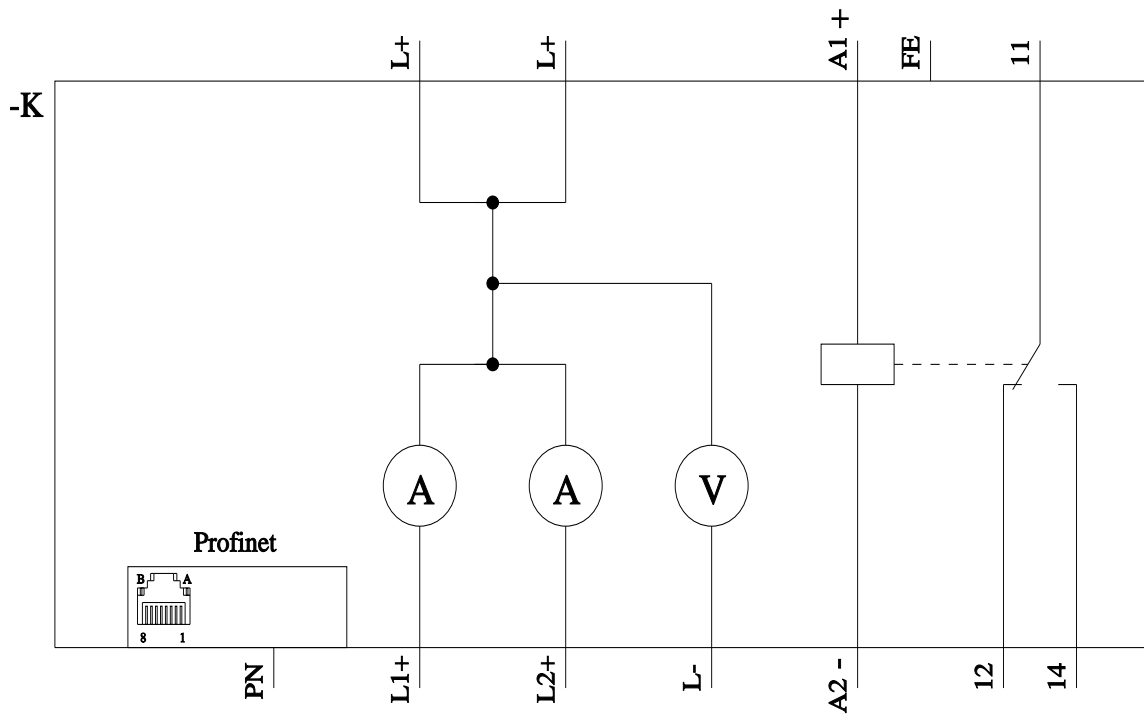 L+
L+
A1 +
FE
11
-K
A
A
V
Profinet
B A
8 1
PN
L1+
L2+
L-
A2 -
12
14